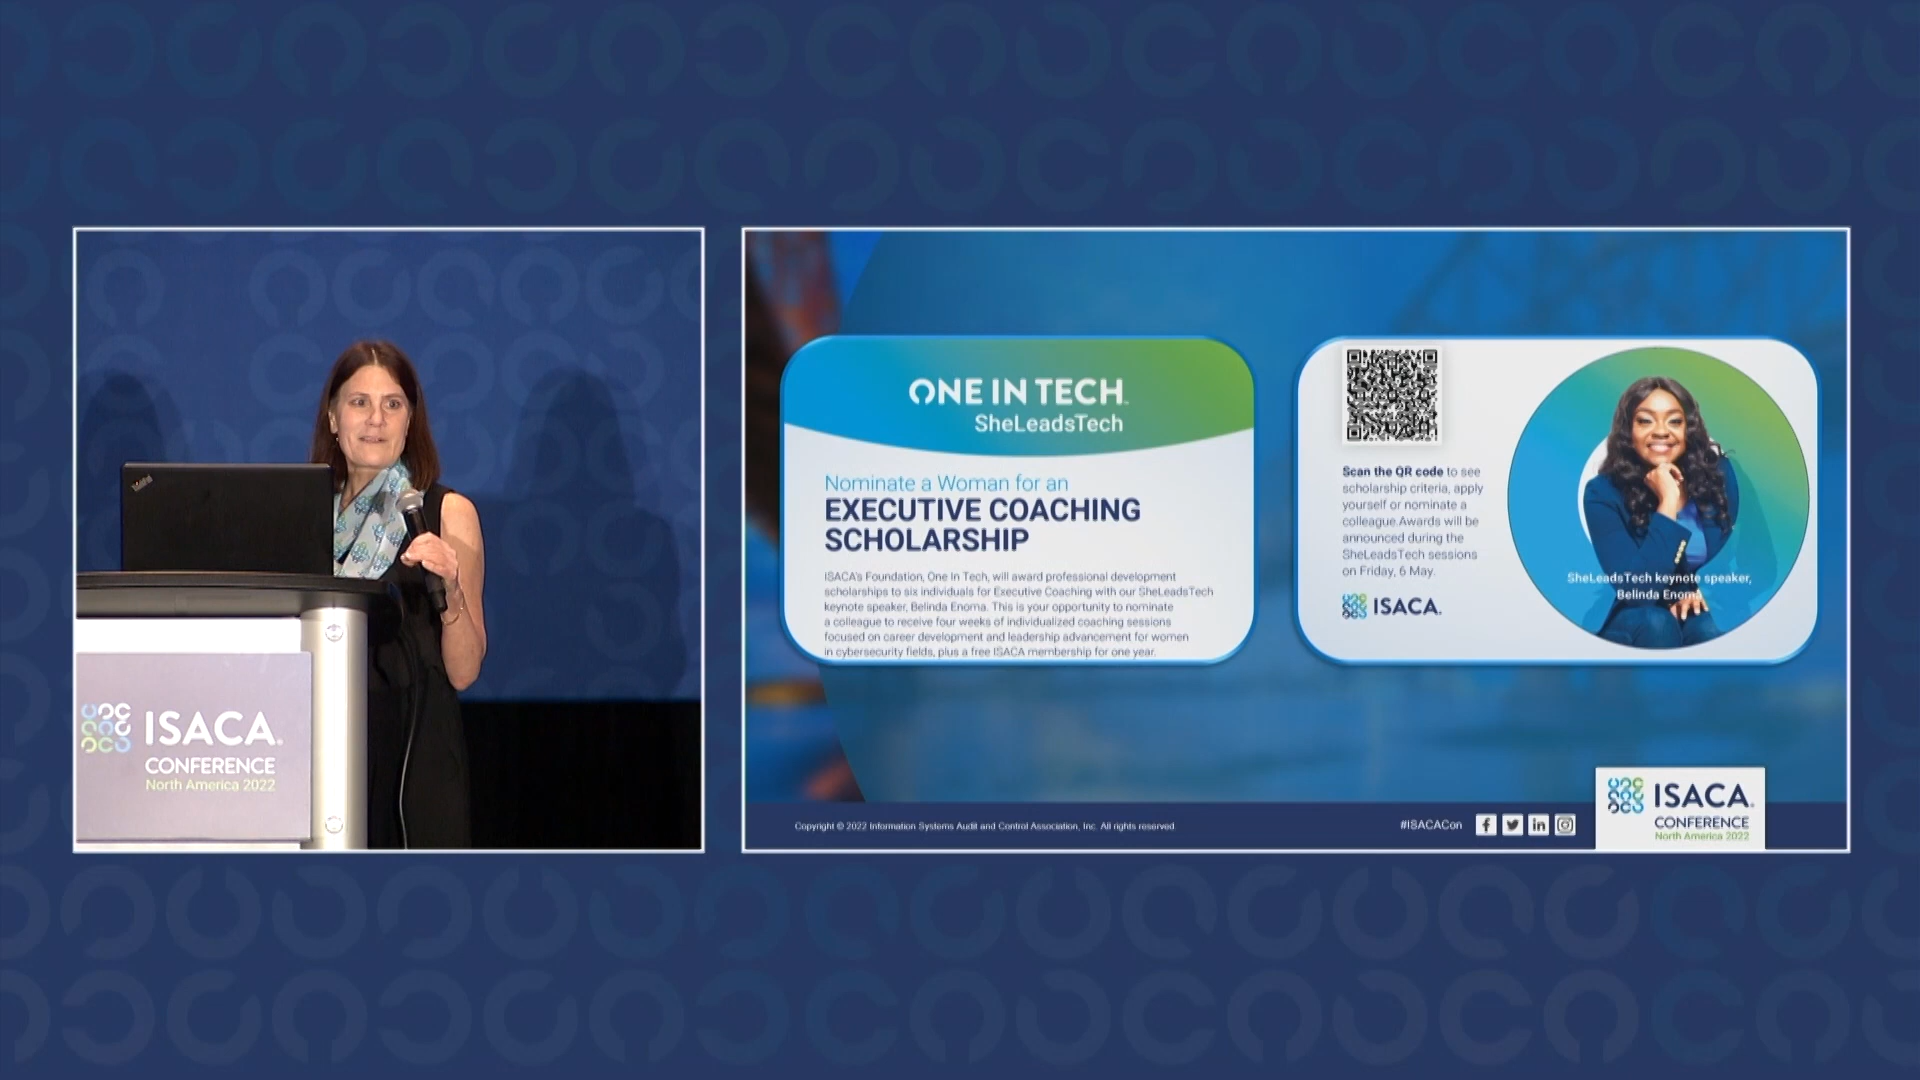 ThinkPad
ISACA.
CONFERENCE
North America 2022
ONE IN TECH™
SheLeadsTech
Nominate a Woman for an
EXECUTIVE COACHING
SCHOLARSHIP
ISACA's Foundation, One In Tech, will award professional development
scholarships to six individuals for Executive Coaching with our SheLeadsTech
keynote speaker, Belinda Enoma. This is your opportunity to nominate
a colleague to receive four weeks of individualized coaching sessions
focused on career development and leadership advancement for women
in cybersecurity fields, plus a free ISACA membership for one year.
Scan the QR code to see
scholarship criteria, apply
yourself or nominate a
colleague.Awards will be
announced during the
SheLeadsTech sessions
on Friday, 6 May.
ISACA.
SheLeadsTech keynote speaker,
Belinda Enoma
Copyright © 2022 Information Systems Audit and Control Association, Inc. All rights reserved.
#ISACACon
ISACA.
CONFERENCE
North America 2022